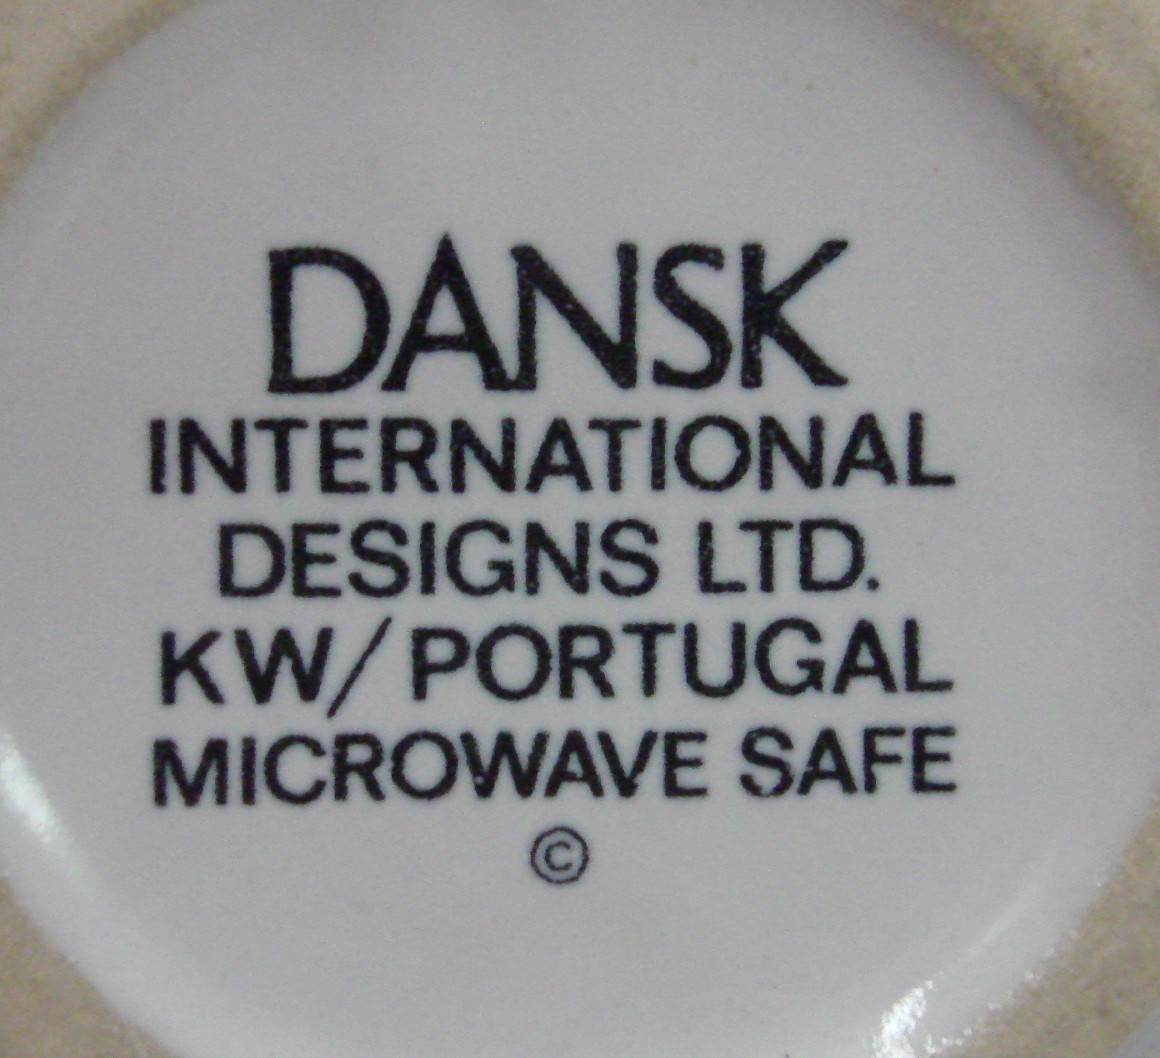 DANSK
INTERNATIONAL
DESIGNS LTD.
KW/PORTUGAL
MICROWAVE SAFE
©